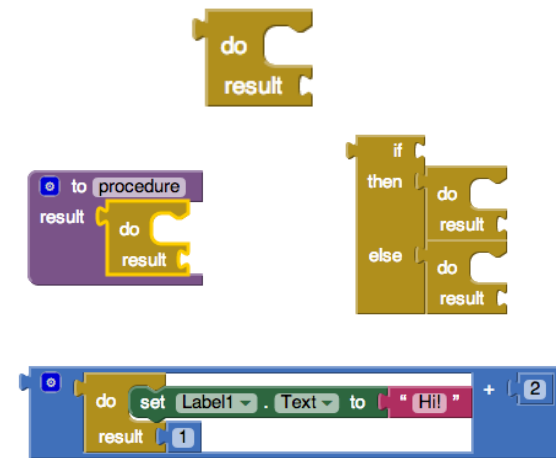 do
result
to procedure
result
do
result
if
then
do
result
else
do
result
do set Label1 . Text to " Hi! " + 2
result 1